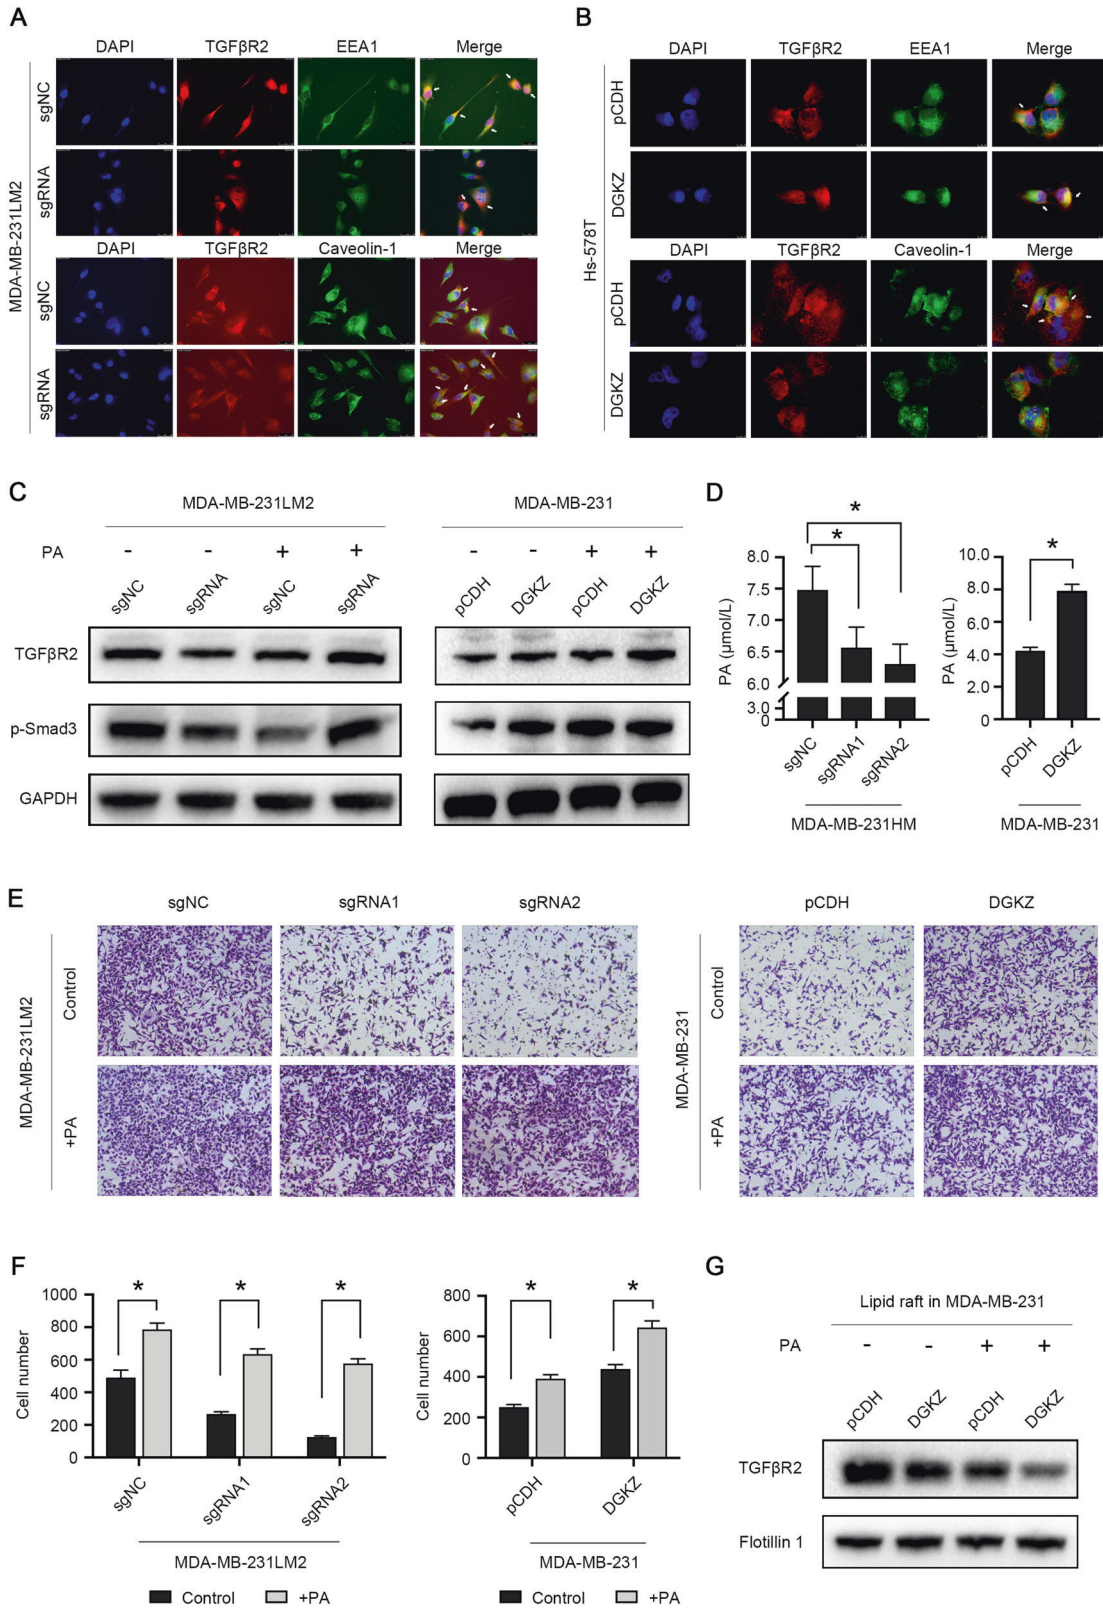 A
DAPI TGFβR2 EEA1 Merge
sgNC
sgRNA
DAPI TGFβR2 Caveolin-1 Merge
sgNC
sgRNA
MDA-MB-231LM2
B
DAPI TGFβR2 EEA1 Merge
pCDH
DGKZ
DAPI TGFβR2 Caveolin-1 Merge
pCDH
DGKZ
Hs-578T
C
MDA-MB-231LM2 MDA-MB-231
PA - - + + - - + +
sgNC sgRNA sgNC sgRNA pCDH DGKZ pCDH DGKZ
TGFβR2
p-Smad3
GAPDH
D
* * *
PA (μmol/L)
8.0
7.5
7.0
6.5
6.0
3.0
0
sgNC sgRNA1 sgRNA2
MDA-MB-231HM
PA (μmol/L)
10.0
8.0
6.0
4.0
2.0
0
pCDH DGKZ
MDA-MB-231
E
sgNC sgRNA1 sgRNA2 pCDH DGKZ
MDA-MB-231LM2
Control
+PA
MDA-MB-231
Control
+PA
F
* * *
Cell number
1000
800
600
400
200
0
sgNC sgRNA1 sgRNA2
MDA-MB-231LM2
Control +PA
* *
Cell number
800
600
400
200
0
pCDH DGKZ
MDA-MB-231
Control +PA
G
Lipid raft in MDA-MB-231
PA - - + +
pCDH DGKZ pCDH DGKZ
TGFβR2
Flotillin 1